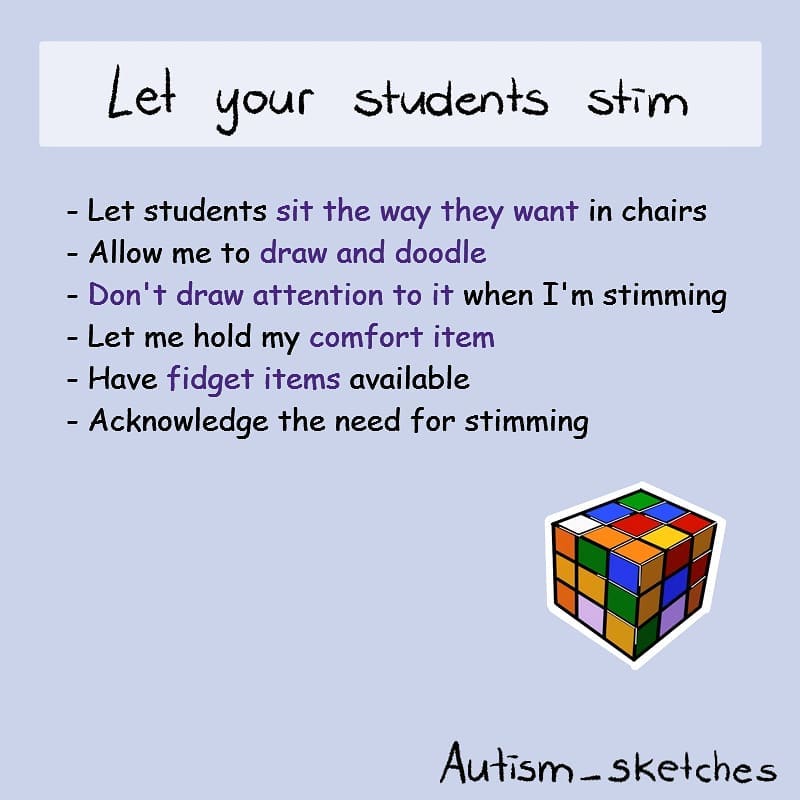 Let your students stim
- Let students sit the way they want in chairs
- Allow me to draw and doodle
- Don't draw attention to it when I'm stimming
- Let me hold my comfort item
- Have fidget items available
- Acknowledge the need for stimming
Autism_sketches